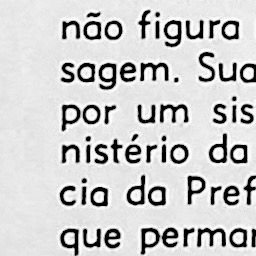 não figura
sagem. Sua
por um sis
nistério da
cia da Pref
que perman